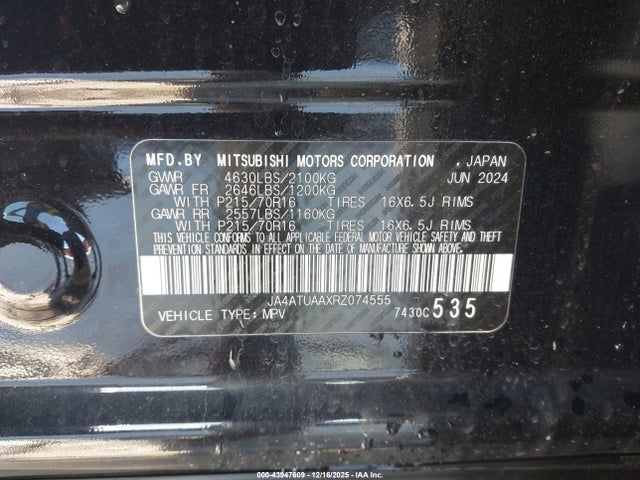 MFD.BY MITSUBISHI MOTORS CORPORATION , JAPAN
GVWR 4630LBS/2100KG JUN 2024
GAWR FR 2646LBS/1200KG
WITH P215/70R16 TIRES 16X6.5J RIMS
GAWR RR 2557LBS/1160KG
WITH P215/70R16 TIRES 16X6.5J RIMS
THIS VEHICLE CONFORMS TO ALL APPLICABLE FEDERAL MOTOR VEHICLE SAFETY AND THEFT
PREVENTION STANDARDS IN EFFECT ON THE DATE OF MANUFACTURE SHOWN ABOVE.
JA4ATUAAXRZ074555
VEHICLE TYPE:MPV 7430C 535
000-43947609 - 12/16/2025 - IAAI.COM